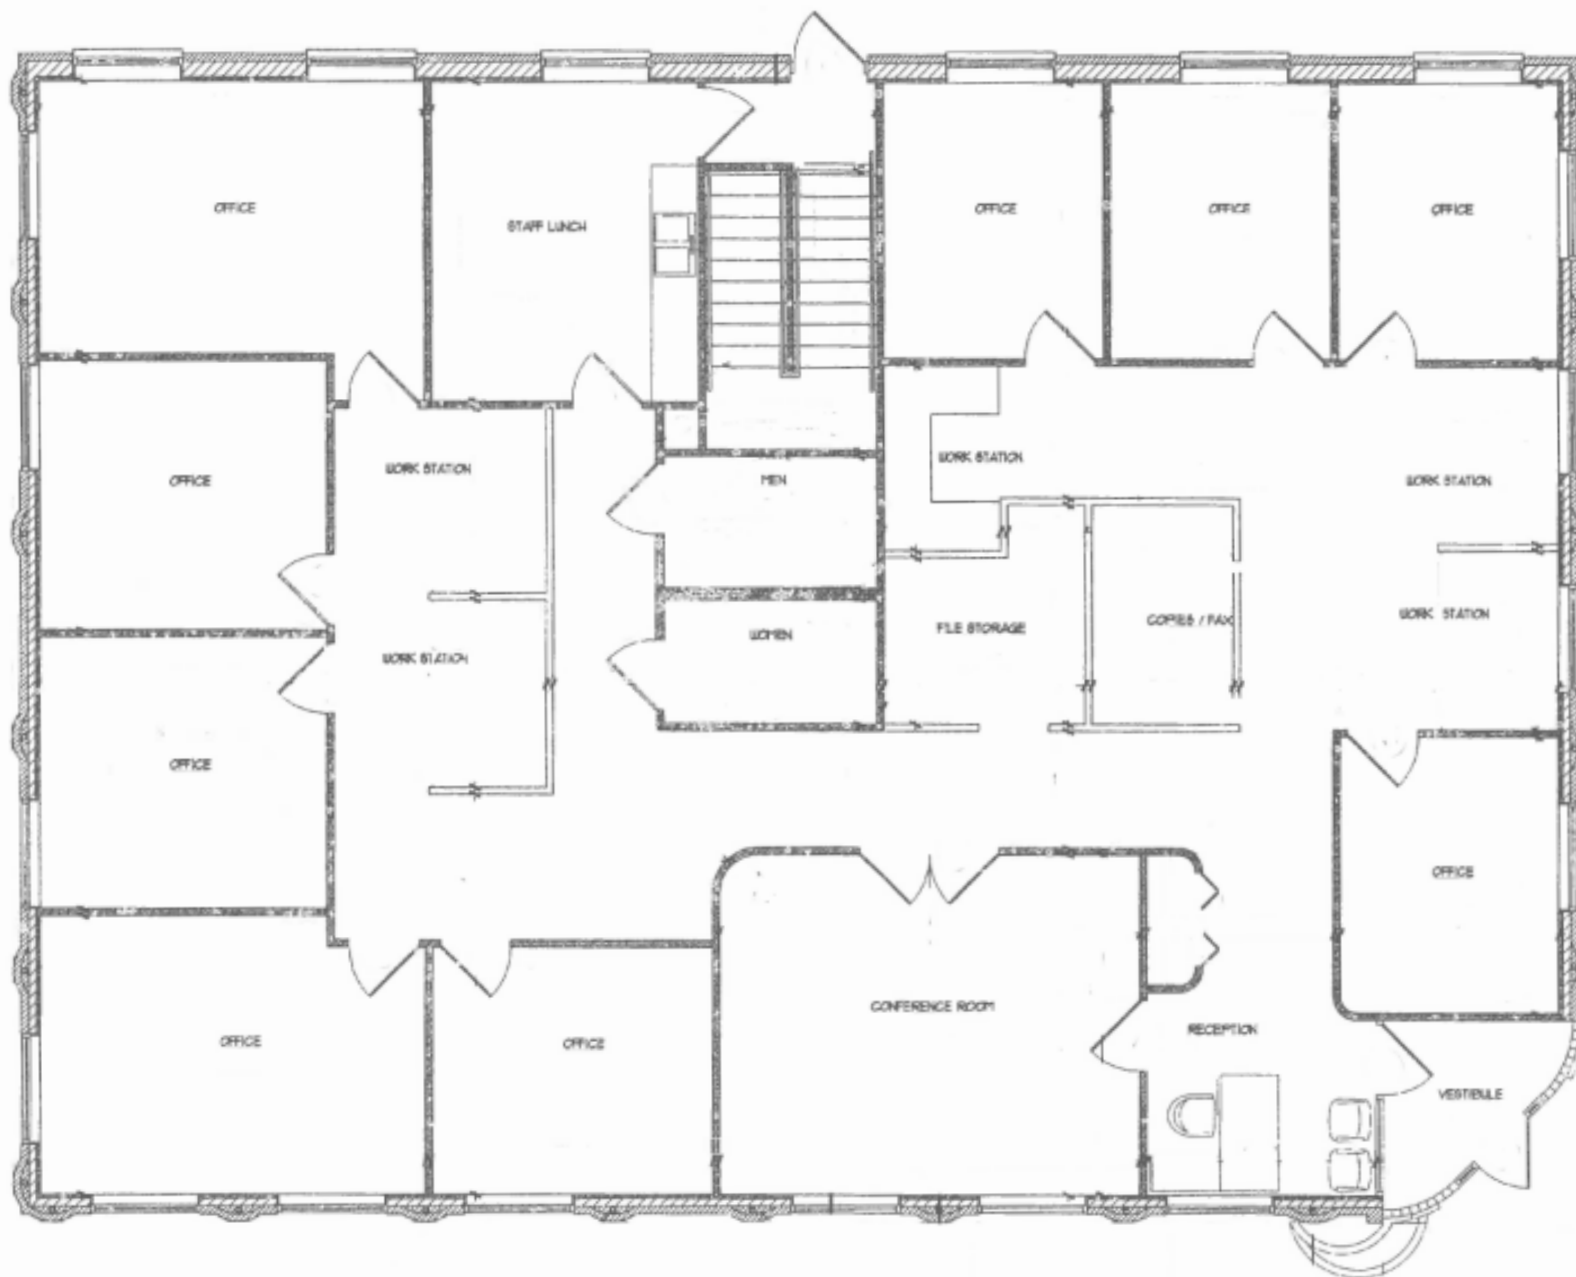 OFFICE
STAFF LUNCH
OFFICE
OFFICE
OFFICE
OFFICE
WORK STATION
MEN
WORK STATION
WORK STATION
WORK STATION
WOMEN
FILE STORAGE
COPIES / FAX
WORK STATION
OFFICE
OFFICE
OFFICE
OFFICE
CONFERENCE ROOM
RECEPTION
VESTIBULE